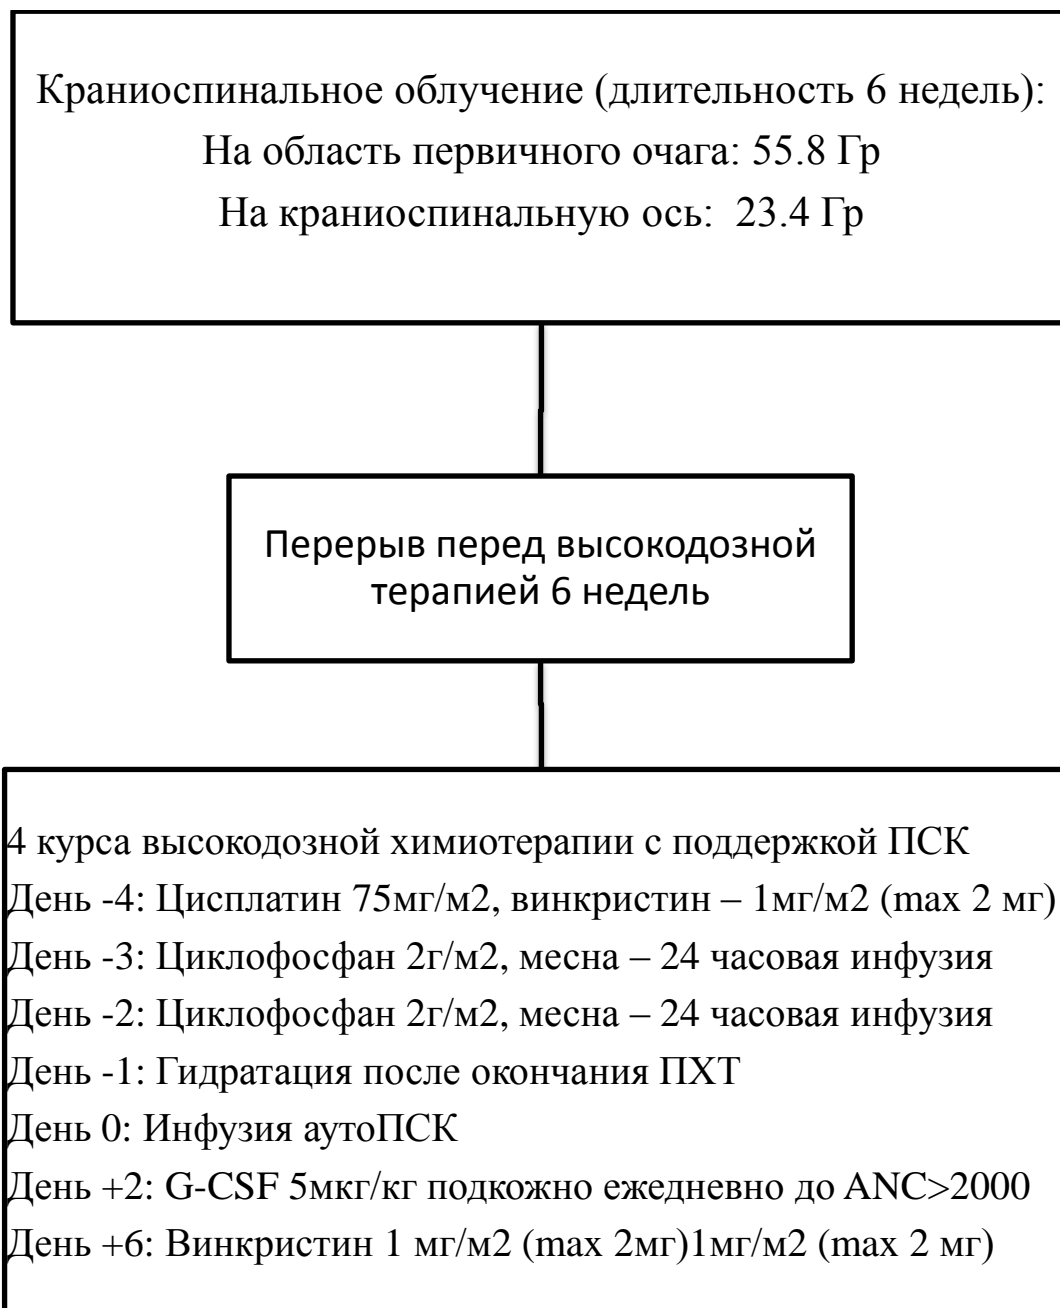 Краниоспинальное облучение (длительность 6 недель):
На область первичного очага: 55.8 Гр
На краниоспинальную ось: 23.4 Гр
Перерыв перед высокодозной
терапией 6 недель
4 курса высокодозной химиотерапии с поддержкой ПСК
День -4: Цисплатин 75мг/м2, винкристин – 1мг/м2 (max 2 мг)
День -3: Циклофосфан 2г/м2, месна – 24 часовая инфузия
День -2: Циклофосфан 2г/м2, месна – 24 часовая инфузия
День -1: Гидратация после окончания ПХТ
День 0: Инфузия аутоПСК
День +2: G-CSF 5мкг/кг подкожно ежедневно до ANC>2000
День +6: Винкристин 1 мг/м2 (max 2мг)1мг/м2 (max 2 мг)